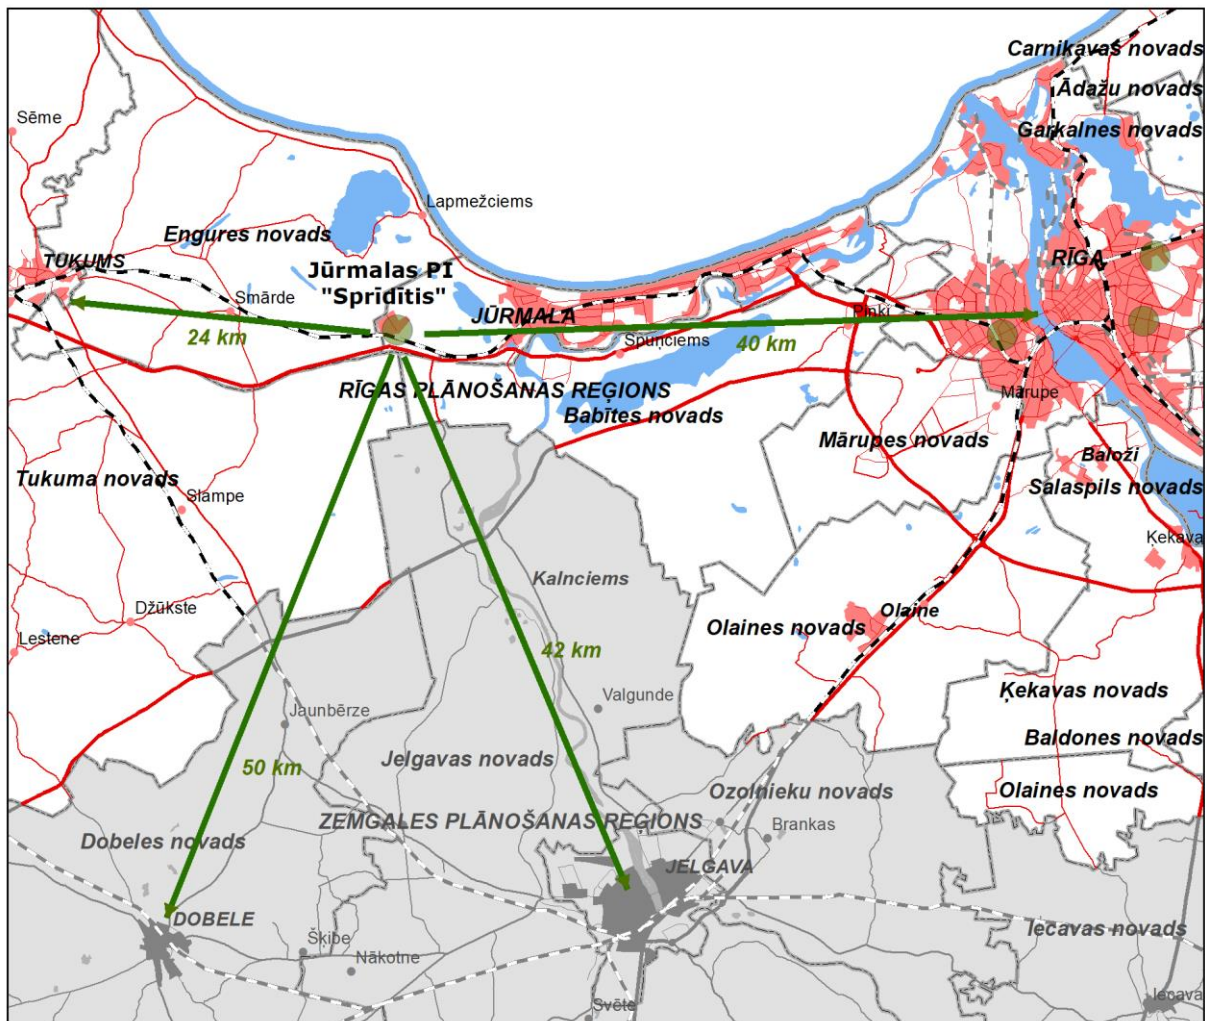 Carnikavas novads
Ādažu novads
Sēme
Garkalnes novads
Lapmežciems
Engures novads
TUKUMS
RĪGA
Jūrmalas PI
"Sprīdītis"
Smārde
JŪRMALA
Piņķi
24 km
40 km
Spuņciems
RĪGAS PLĀNOŠANAS REĢIONS
Mārupe
Babītes novads
Mārupes novads
Baloži
Tukuma novads
Slampe
Salaspils novads
Ķekava
Kalnciems
Džūkste
Olaine
Lestene
Olaines novads
42 km
Valgunde
Ķekavas novads
Jaunbērze
Baldones novads
Jelgavas novads
50 km
Ozolnieku novads
Olaines novads
ZEMGALES PLĀNOŠANAS REĢIONS
Brankas
Dobeles novads
JELGAVA
DOBELE
Iecavas novads
Šķibe
Nākotne
Iecava
Svēte